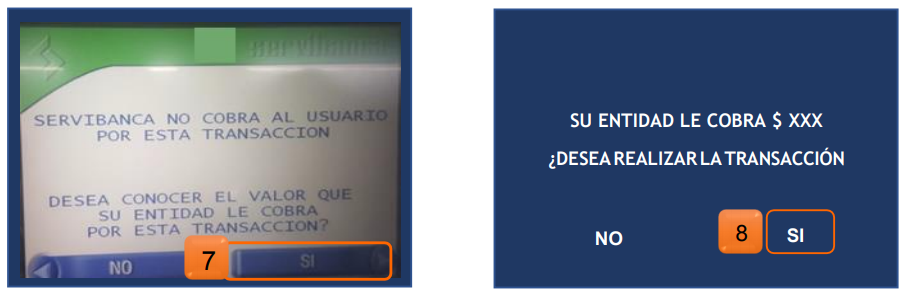 servibanca
SERVIBANCA NO COBRA AL USUARIO
POR ESTA TRANSACCION
DESEA CONOCER EL VALOR QUE
SU ENTIDAD LE COBRA
POR ESTA TRANSACCION?
NO
7
SI
SU ENTIDAD LE COBRA $ XXX
¿DESEA REALIZAR LA TRANSACCIÓN
NO
8
SI